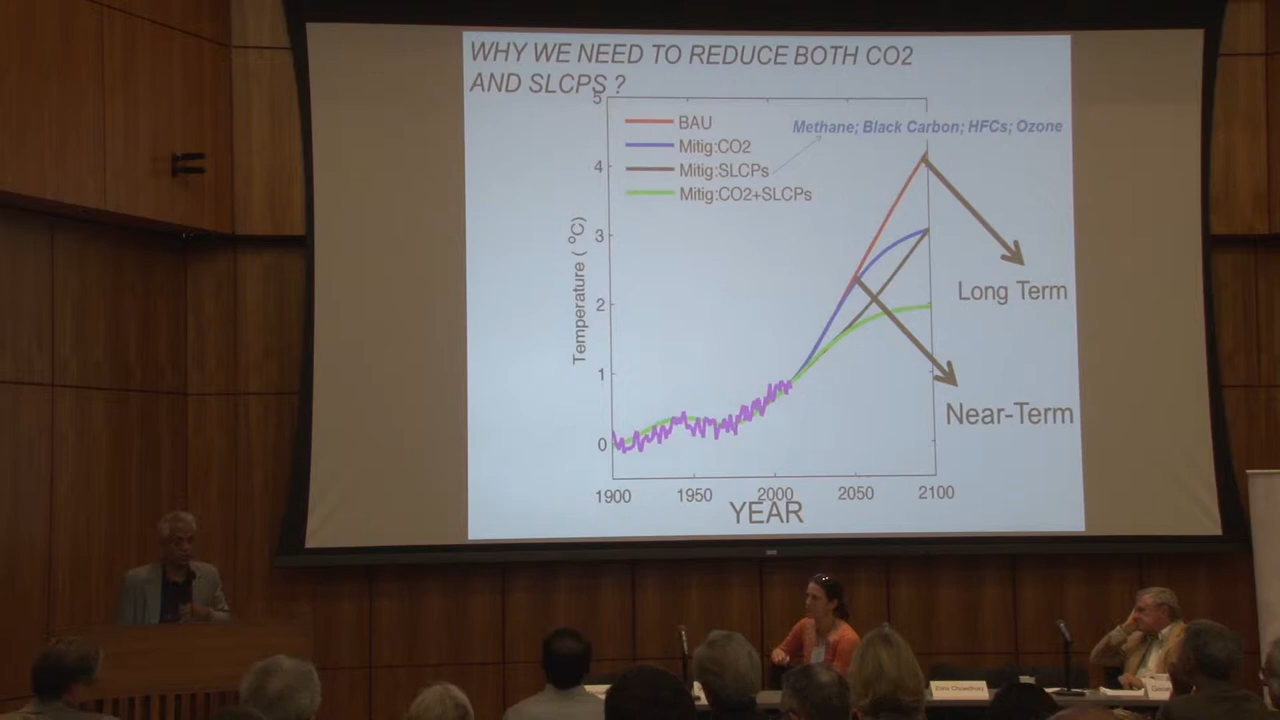 WHY WE NEED TO REDUCE BOTH CO2
AND SLCPS ?
5
BAU
Methane; Black Carbon; HFCs; Ozone
Mitig:CO2
4
Mitig:SLCPs
Mitig:CO2+SLCPs
3
Temperature ( °C)
Long Term
2
1
Near-Term
0
1900
1950
2000
2050
2100
YEAR
Chowdhury